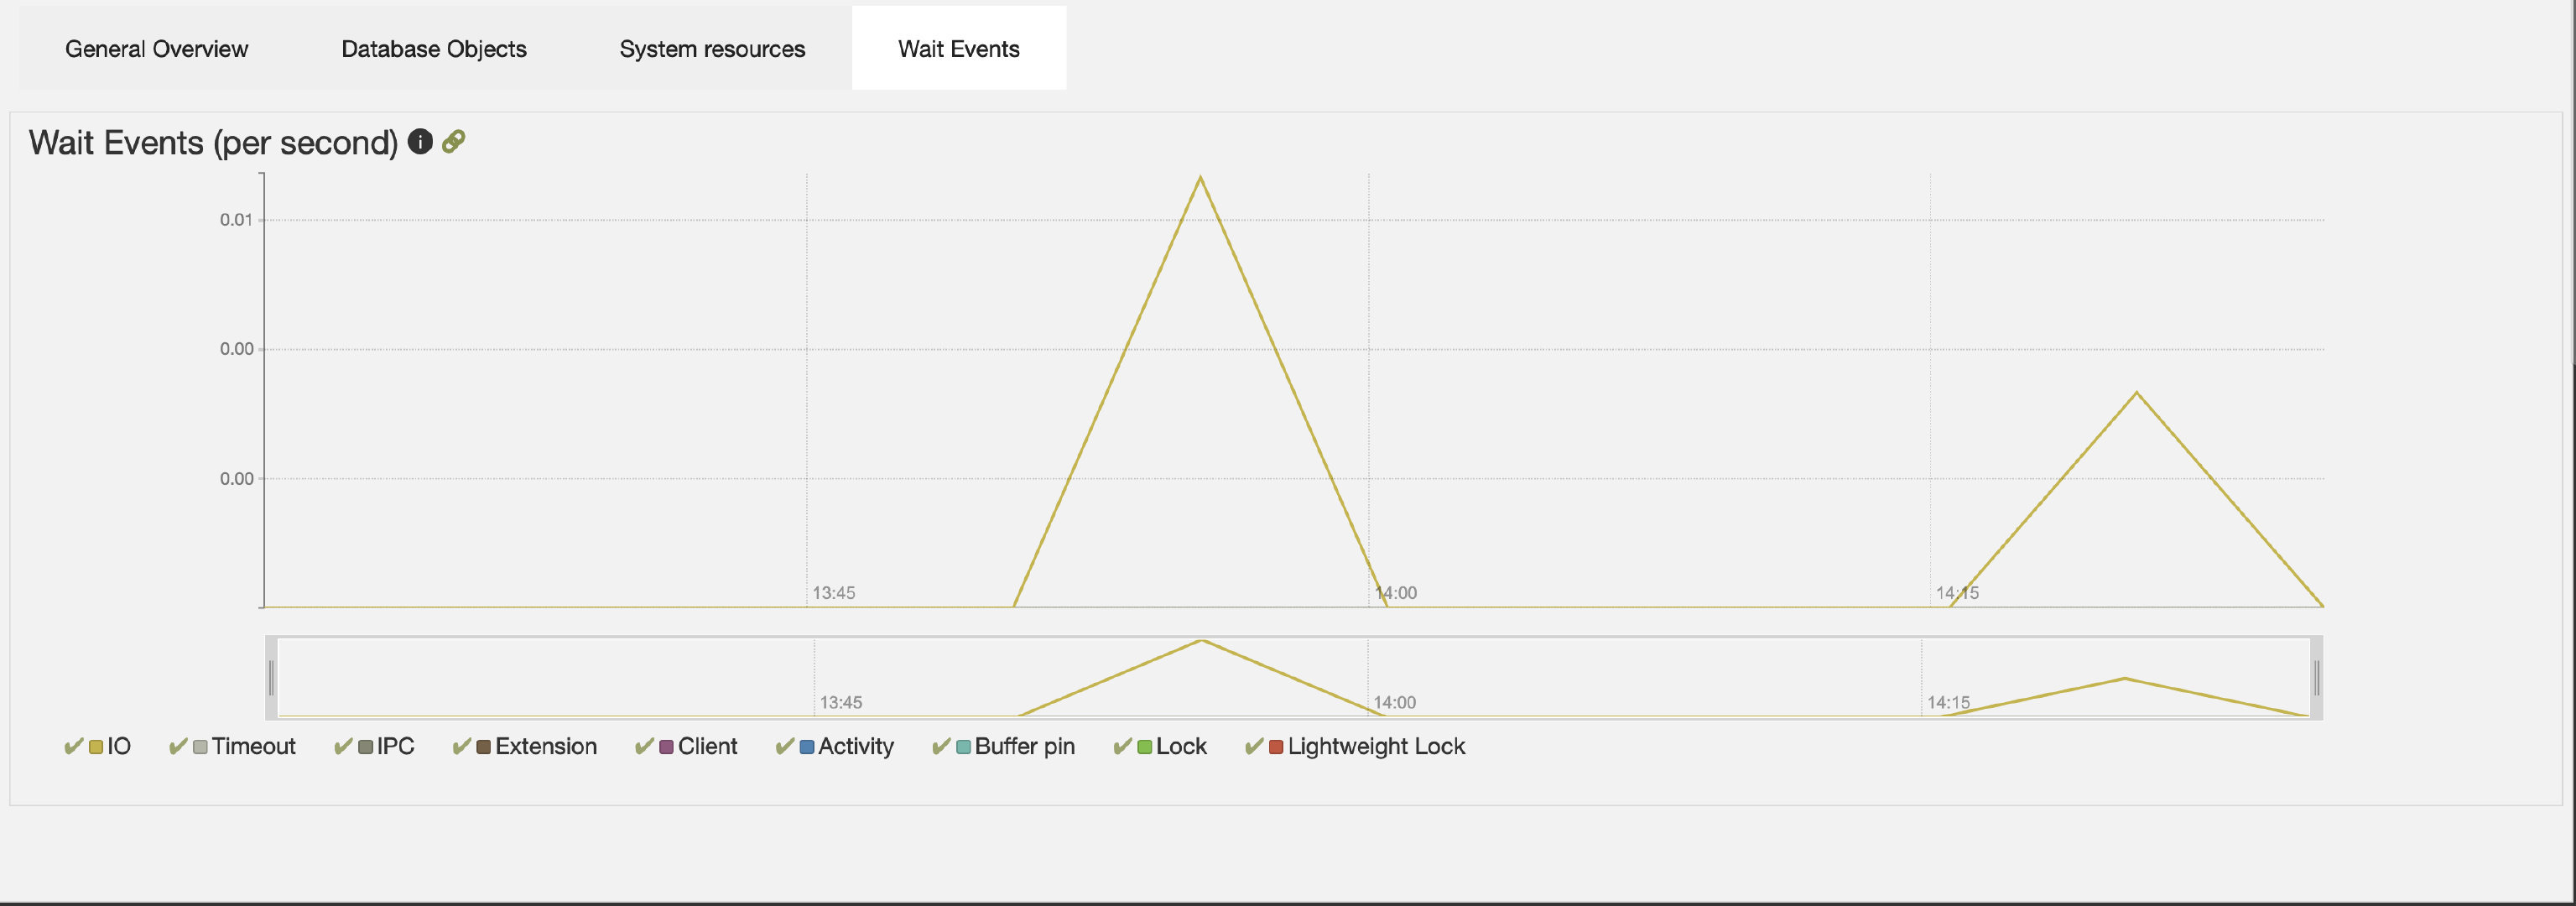 General Overview Database Objects System resources Wait Events
Wait Events (per second)
0.01
0.00
0.00
13:45 14:00 14:15
13:45 14:00 14:15
IO Timeout IPC Extension Client Activity Buffer pin Lock Lightweight Lock